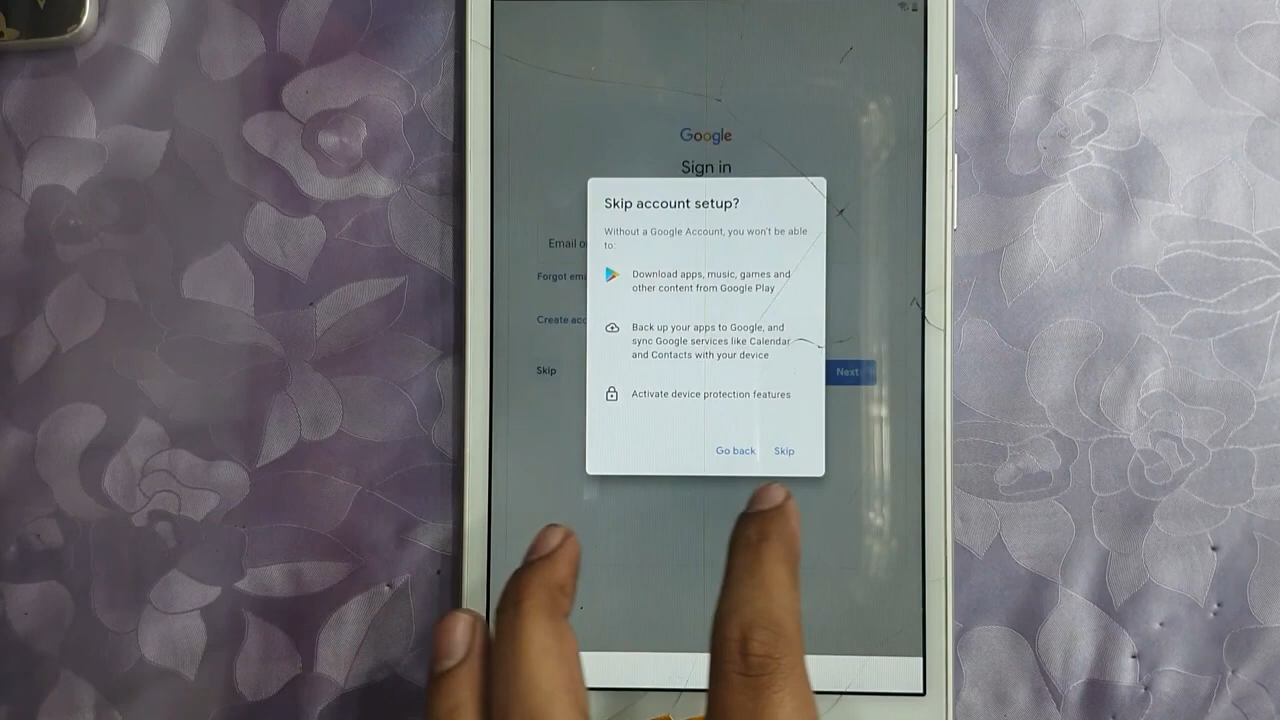 Google
Sign in
Skip account setup?
Without a Google Account, you won't be able
to:
Email o
Download apps, music, games and
other content from Google Play
Forgot ema
Create acc
Back up your apps to Google, and
sync Google services like Calendar
and Contacts with your device
Skip
Next
Activate device protection features
Go back
Skip